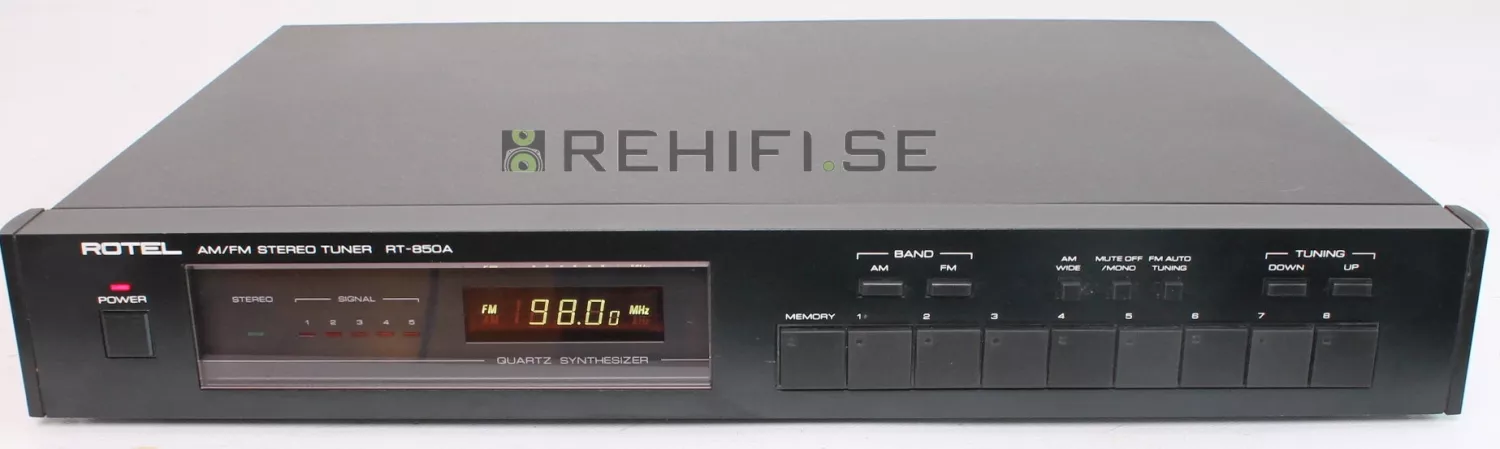 REHIFI.SE
ROTEL AM/FM STEREO TUNER RT-850A
POWER
STEREO
SIGNAL
1 2 3 4 5
FM 98.00 MHz
QUARTZ SYNTHESIZER
BAND
AM FM
AM WIDE
MUTE OFF /MONO
FM AUTO TUNING
TUNING
DOWN UP
MEMORY 1 2 3 4 5 6 7 8